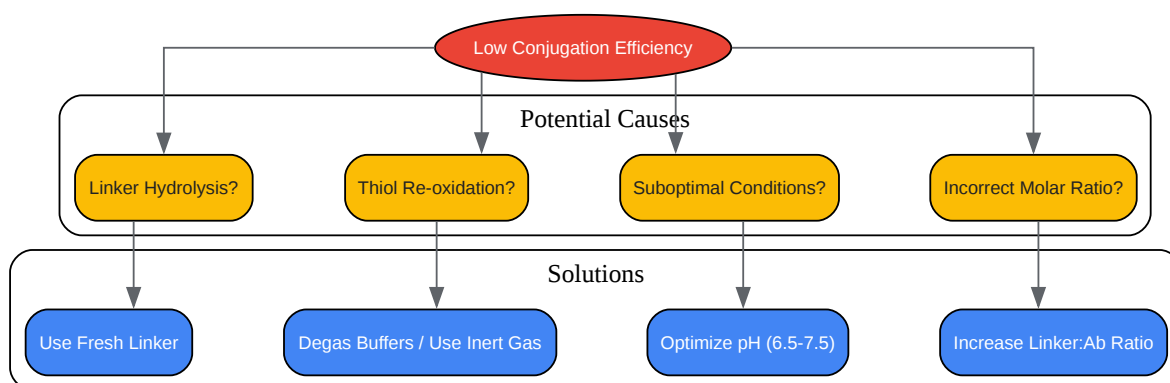 Low Conjugation Efficiency
Potential Causes
Linker Hydrolysis?
Thiol Re-oxidation?
Suboptimal Conditions?
Incorrect Molar Ratio?
Solutions
Use Fresh Linker
Degas Buffers / Use Inert Gas
Optimize pH (6.5-7.5)
Increase Linker:Ab Ratio